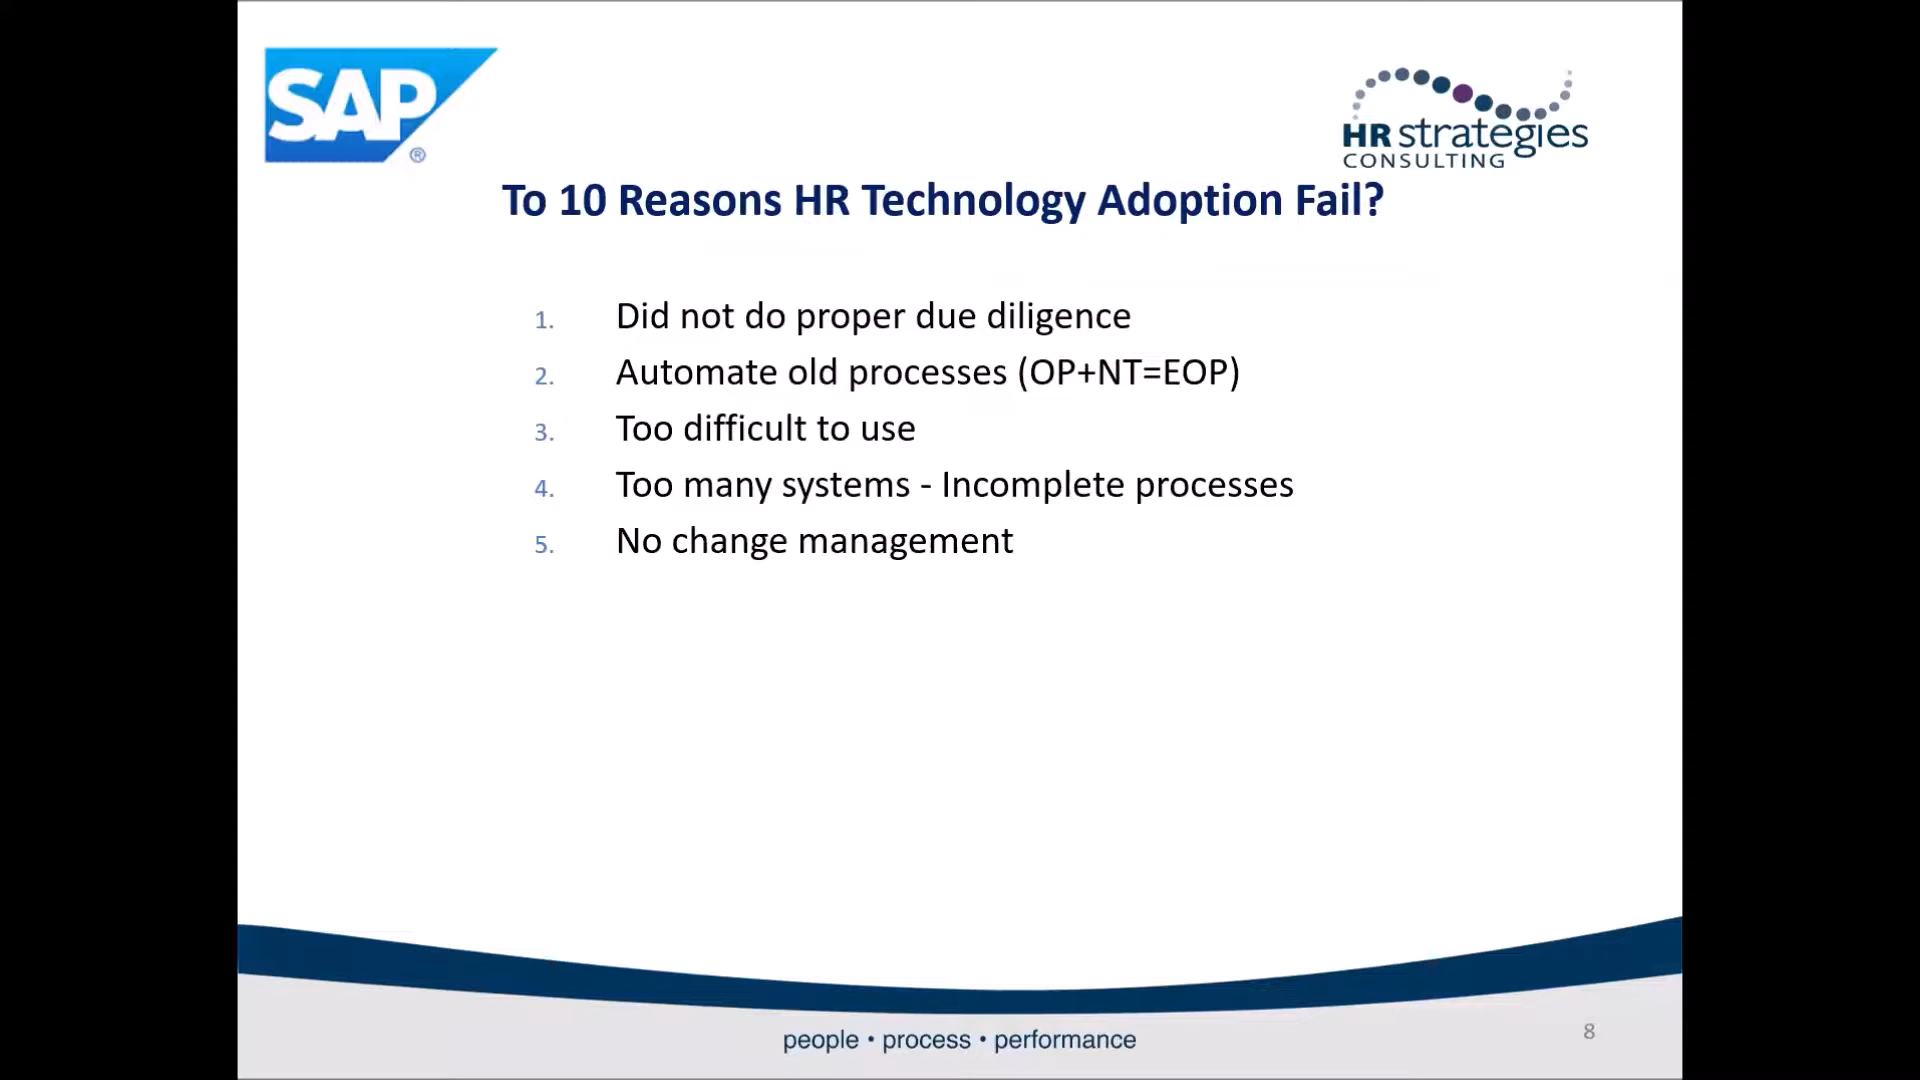 SAP
®
HR strategies
CONSULTING
To 10 Reasons HR Technology Adoption Fail?
1. Did not do proper due diligence
2. Automate old processes (OP+NT=EOP)
3. Too difficult to use
4. Too many systems - Incomplete processes
5. No change management
people • process • performance
8